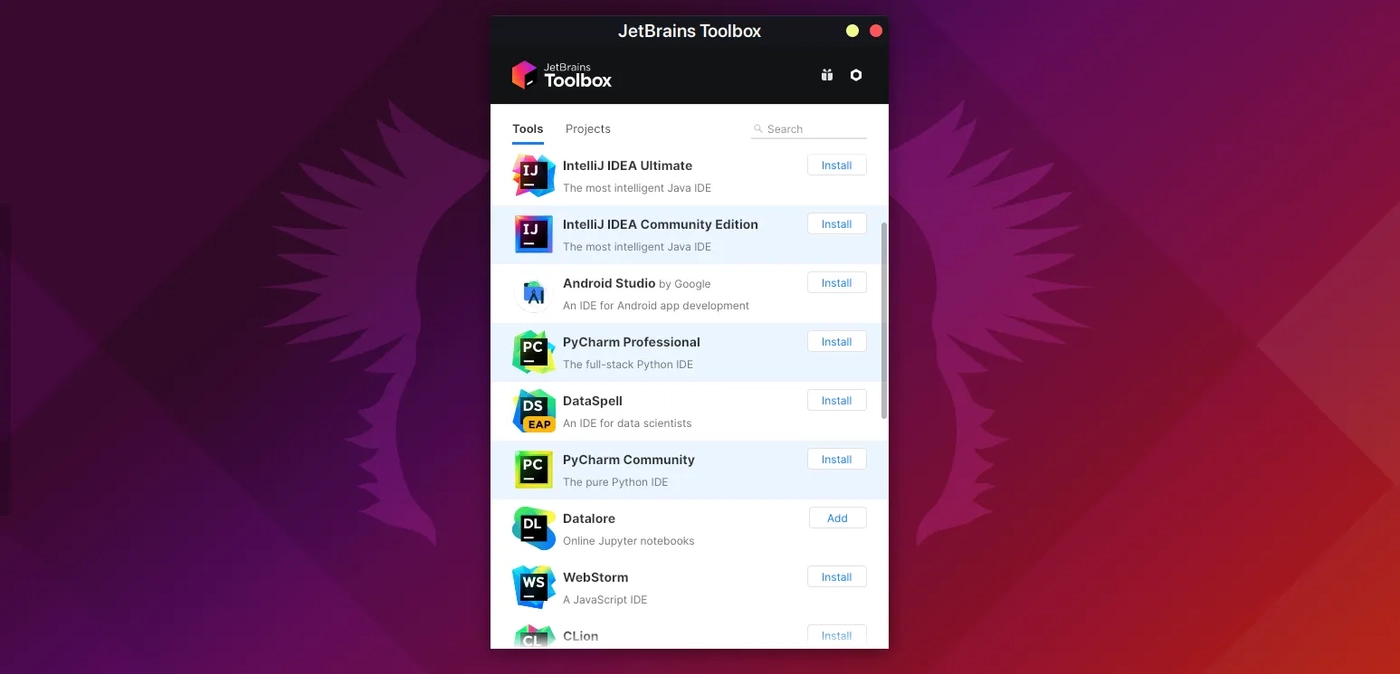 JetBrains Toolbox
JetBrains
Toolbox
Tools Projects Search
IJ IntelliJ IDEA Ultimate Install
The most intelligent Java IDE
IJ IntelliJ IDEA Community Edition Install
The most intelligent Java IDE
Android Studio by Google Install
An IDE for Android app development
PC PyCharm Professional Install
The full-stack Python IDE
DS DataSpell Install
EAP An IDE for data scientists
PC PyCharm Community Install
The pure Python IDE
DL Datalore Add
Online Jupyter notebooks
WS WebStorm Install
A JavaScript IDE
CL CLion Install